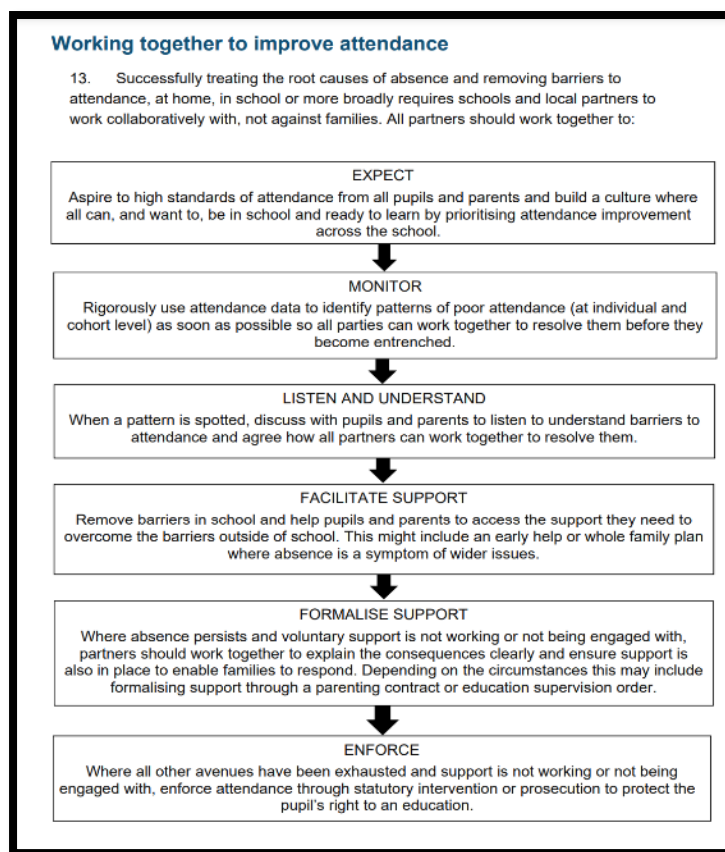 Working together to improve attendance
13. Successfully treating the root causes of absence and removing barriers to
attendance, at home, in school or more broadly requires schools and local partners to
work collaboratively with, not against families. All partners should work together to:
EXPECT
Aspire to high standards of attendance from all pupils and parents and build a culture where
all can, and want to, be in school and ready to learn by prioritising attendance improvement
across the school.
MONITOR
Rigorously use attendance data to identify patterns of poor attendance (at individual and
cohort level) as soon as possible so all parties can work together to resolve them before they
become entrenched.
LISTEN AND UNDERSTAND
When a pattern is spotted, discuss with pupils and parents to listen to understand barriers to
attendance and agree how all partners can work together to resolve them.
FACILITATE SUPPORT
Remove barriers in school and help pupils and parents to access the support they need to
overcome the barriers outside of school. This might include an early help or whole family plan
where absence is a symptom of wider issues.
FORMALISE SUPPORT
Where absence persists and voluntary support is not working or not being engaged with,
partners should work together to explain the consequences clearly and ensure support is
also in place to enable families to respond. Depending on the circumstances this may include
formalising support through a parenting contract or education supervision order.
ENFORCE
Where all other avenues have been exhausted and support is not working or not being
engaged with, enforce attendance through statutory intervention or prosecution to protect the
pupil's right to an education.